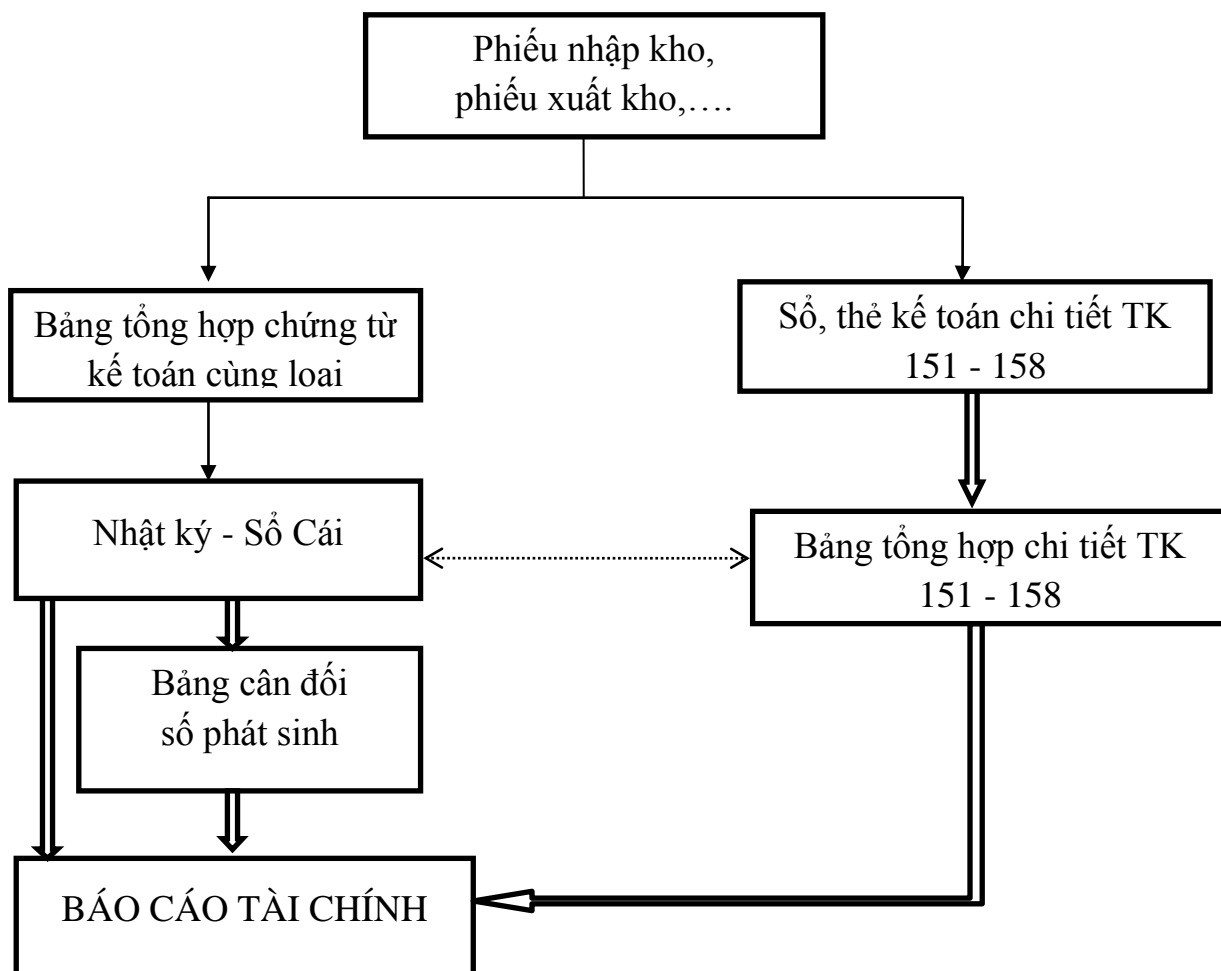 Phiếu nhập kho,
phiếu xuất kho,....
Bảng tổng hợp chứng từ
kế toán cùng loai
Sổ, thẻ kế toán chi tiết TK
151 - 158
Nhật ký - Sổ Cái
Bảng tổng hợp chi tiết TK
151 - 158
Bảng cân đối
số phát sinh
BÁO CÁO TÀI CHÍNH